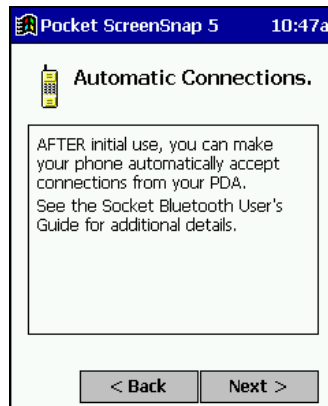 Pocket ScreenSnap 5 10:47a
Automatic Connections.
AFTER initial use, you can make
your phone automatically accept
connections from your PDA.
See the Socket Bluetooth User's
Guide for additional details.
< Back Next >